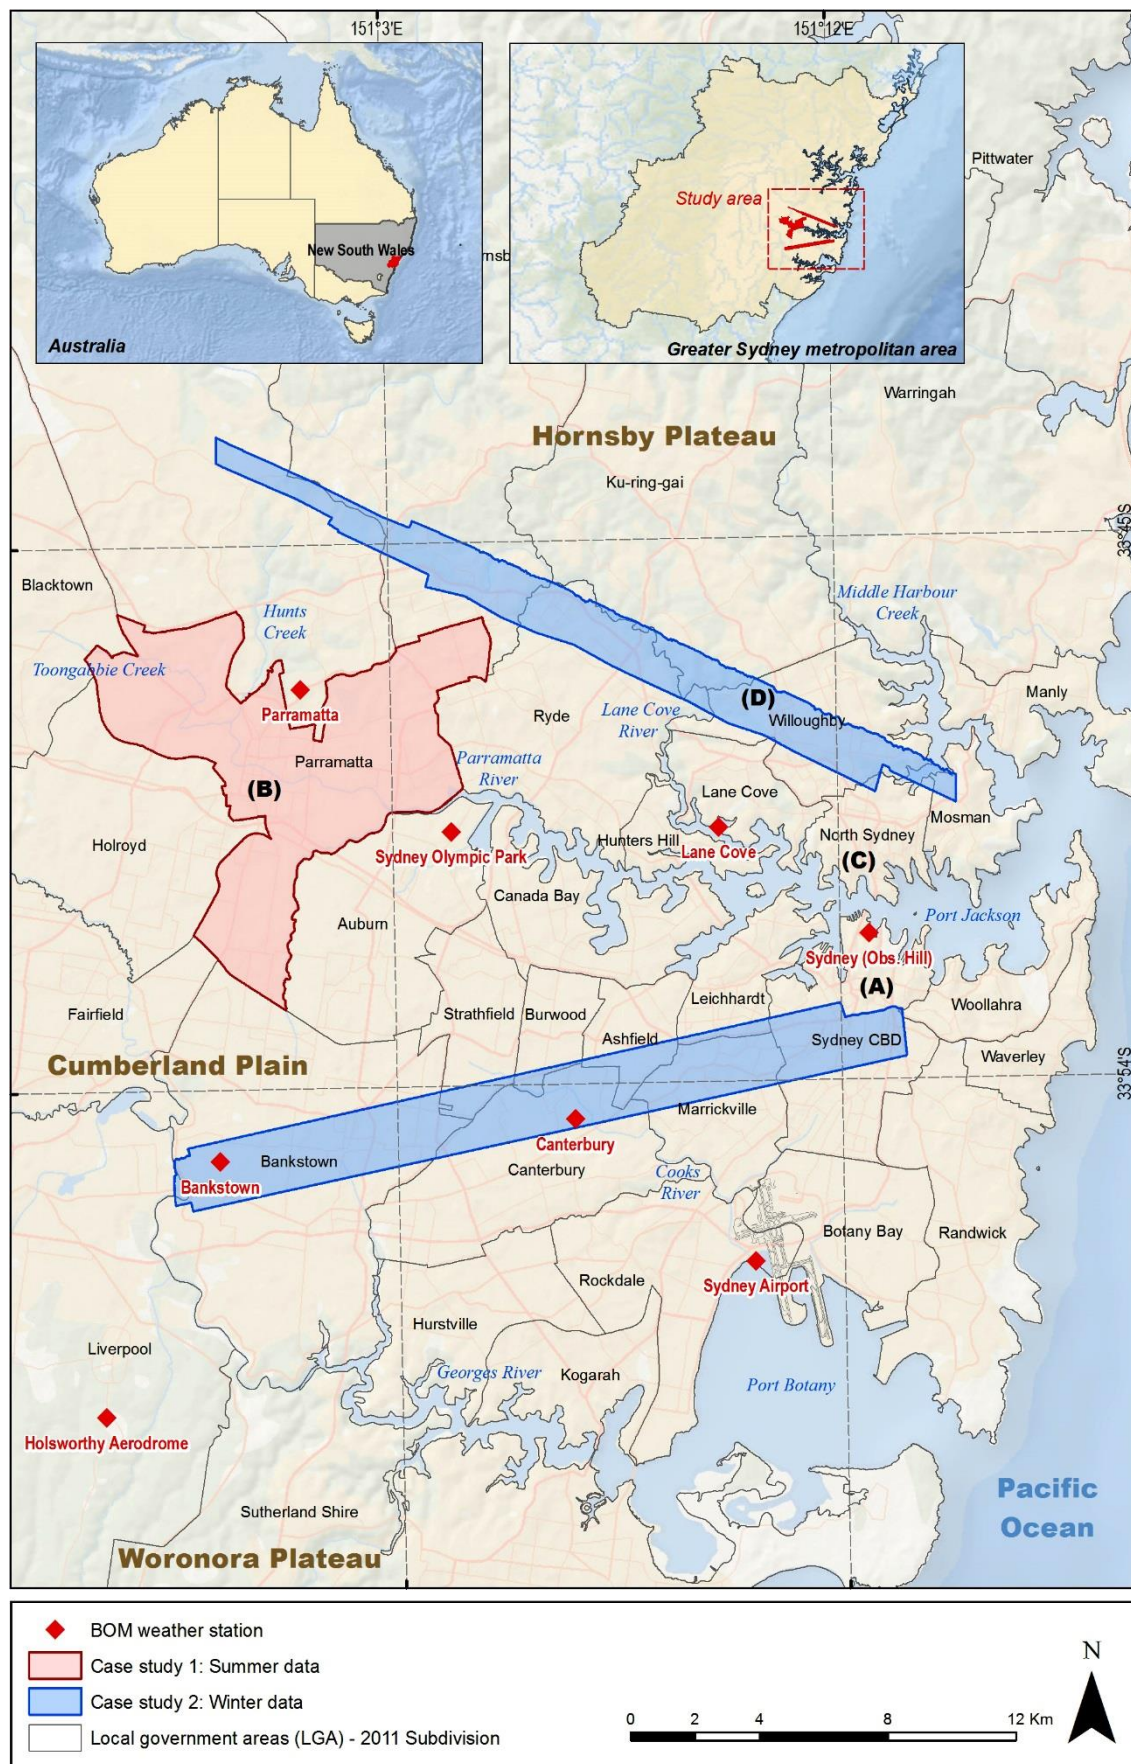 151°3'E
151°12'E
New South Wales
Australia
Study area
Greater Sydney metropolitan area
Pittwater
rnsb
Warringah
Hornsby Plateau
Ku-ring-gai
33°45'S
Blacktown
Hunts
Creek
Middle Harbour
Creek
Toongabbie Creek
Manly
Parramatta
Ryde
Lane Cove
River
(D)
Willoughby
Parramatta
Parramatta
River
(B)
Lane Cove
Mosman
Holroyd
Sydney Olympic Park
Hunters Hill
Lane Cove
North Sydney
(C)
Canada Bay
Auburn
Port Jackson
Sydney (Obs. Hill)
(A)
Fairfield
Strathfield
Burwood
Leichhardt
Woollahra
Ashfield
Sydney CBD
Waverley
Cumberland Plain
33°54'S
Marrickville
Canterbury
Bankstown
Canterbury
Bankstown
Cooks
River
Botany Bay
Randwick
Rockdale
Sydney Airport
Hurstville
Liverpool
Georges River
Kogarah
Port Botany
Holsworthy Aerodrome
Sutherland Shire
Pacific
Ocean
Woronora Plateau
BOM weather station
Case study 1: Summer data
Case study 2: Winter data
Local government areas (LGA) - 2011 Subdivision
0 2 4 8 12 Km
N